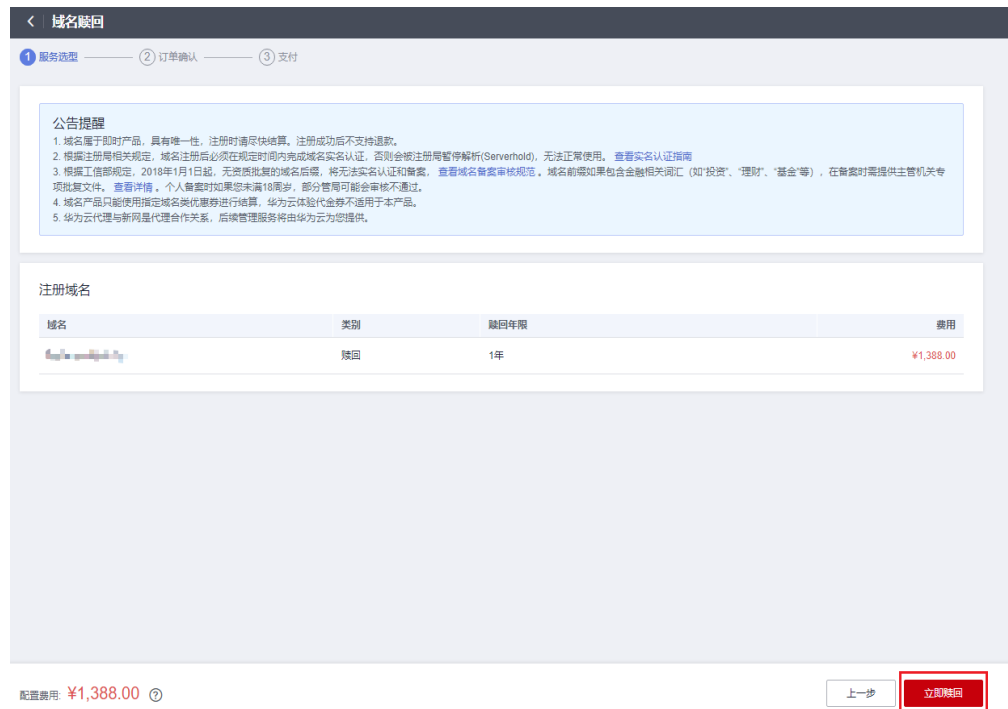 域名赎回
1 服务选型 2 订单确认 3 支付
公告提醒
1. 域名属于即时产品，具有唯一性，注册时请尽快结算。注册成功后不支持退款。
2. 根据注册局相关规定，域名注册后必须在规定时间内完成域名实名认证，否则会被注册局暂停解析(Serverhold)，无法正常使用。 查看实名认证指南
3. 根据工信部规定，2018年1月1日起，无资质批复的域名后缀，将无法实名认证和备案， 查看域名备案审核规范 。域名前缀如果包含金融相关词汇（如“投资”、“理财”、“基金”等），在备案时需提供主管机关专
项批复文件。 查看详情 。个人备案时如果您未满18周岁，部分管局可能会审核不通过。
4. 域名产品只能使用指定域名类优惠券进行结算，华为云体验代金券不适用于本产品。
5. 华为云代理与新网是代理合作关系，后续管理服务将由华为云为您提供。
注册域名
域名 类别 赎回年限 费用
赎回 1年 ¥1,388.00
配置费用: ¥1,388.00 ? 上一步 立即赎回